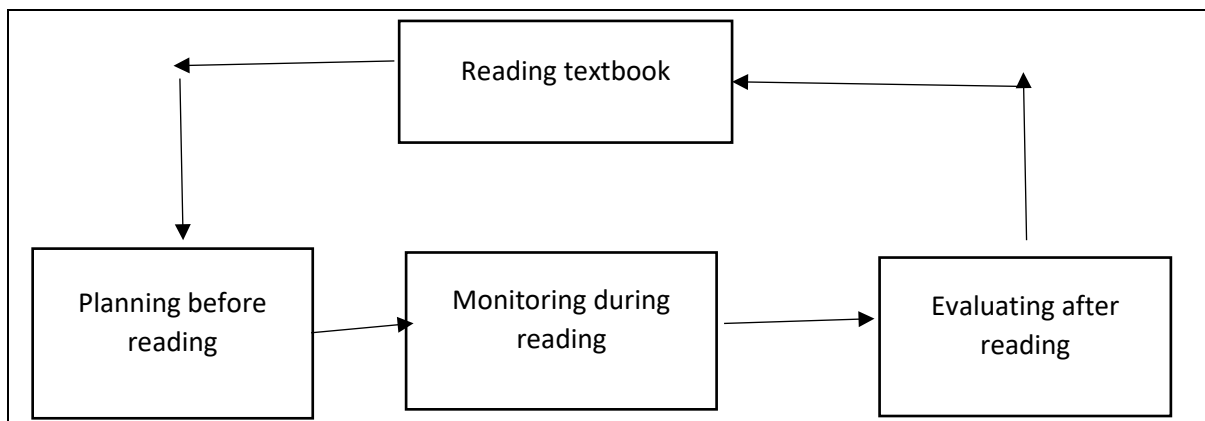 Reading textbook
Planning before
reading
Monitoring during
reading
Evaluating after
reading